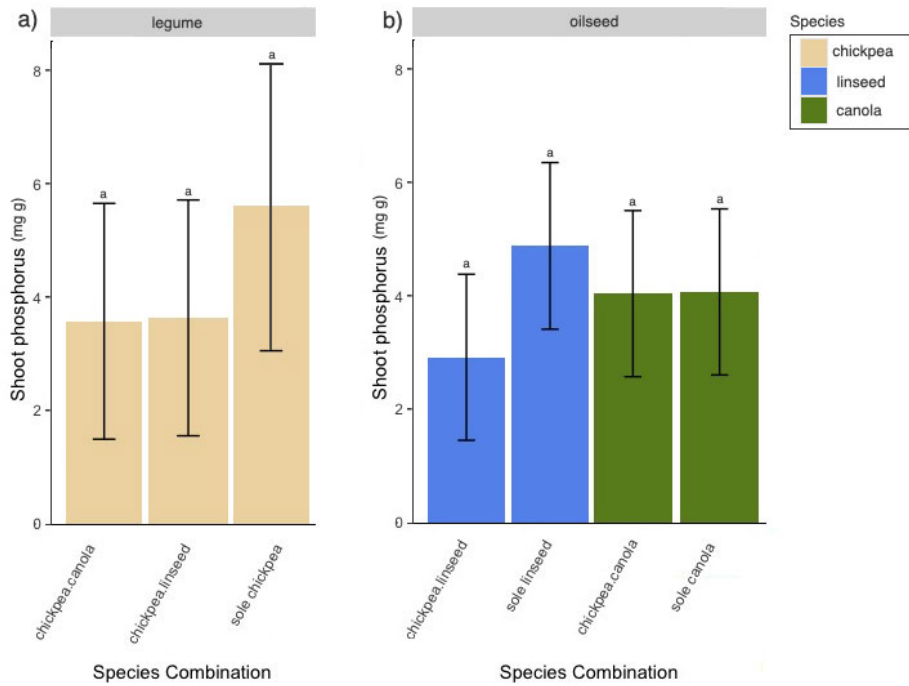 a)
legume
Shoot phosphorus (mg g)
8
6
4
2
0
a
a
a
chickpea.canola
chickpea.linseed
sole chickpea
Species Combination
b)
oilseed
Shoot phosphorus (mg g)
8
6
4
2
0
a
a
a
a
chickpea.linseed
sole linseed
chickpea.canola
sole canola
Species Combination
Species
chickpea
linseed
canola